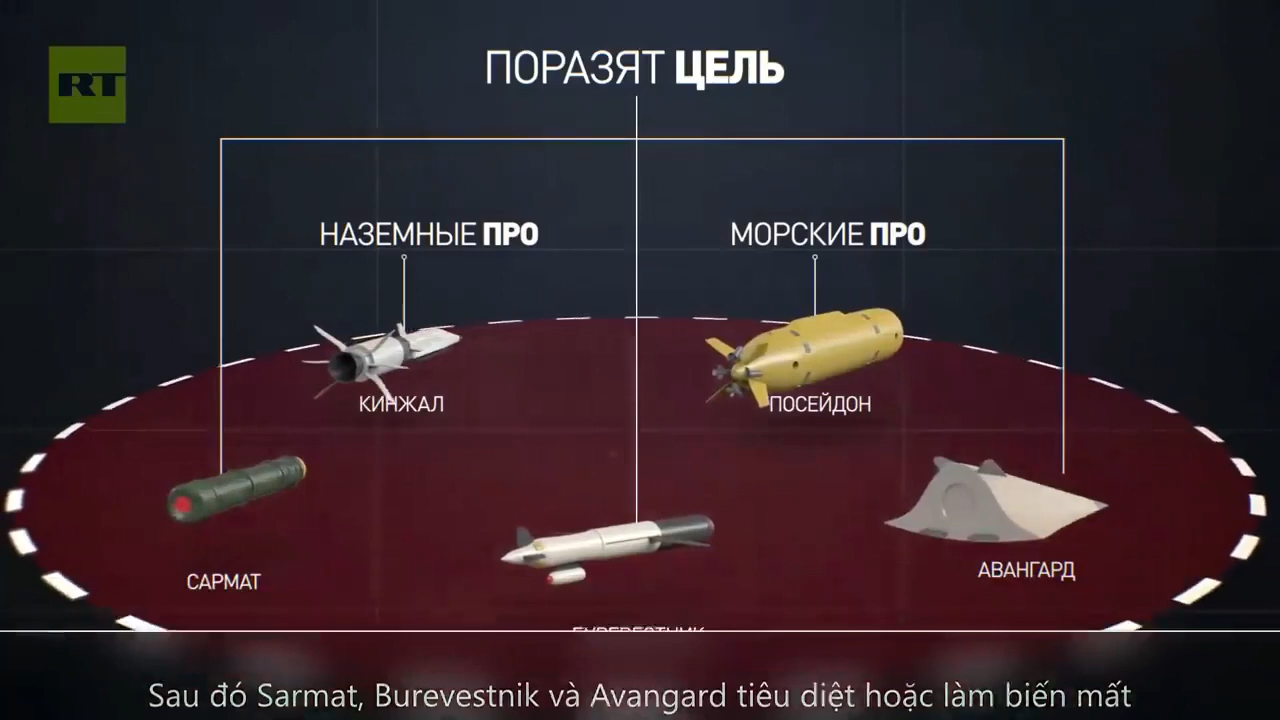 RT
ПОРАЗЯТ ЦЕЛЬ
НАЗЕМНЫЕ ПРО
МОРСКИЕ ПРО
КИНЖАЛ
ПОСЕЙДОН
САРМАТ
АВАНГАРД
Sau đó Sarmat, Burevestnik và Avangard tiêu diệt hoặc làm biến mất